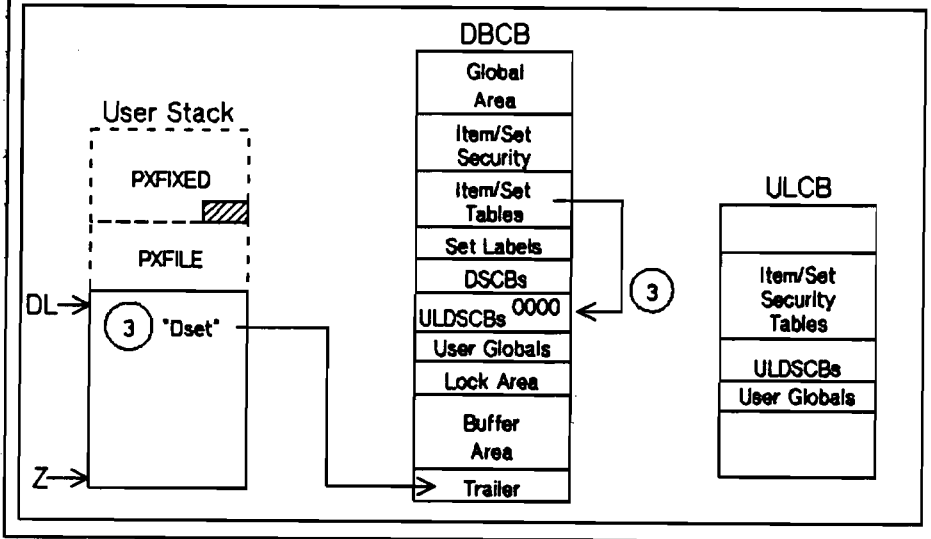 DBCB
Global
Area
User Stack
Item/Set
Security
PXFIXED
ULCB
Item/Set
Tables
Set Labels
PXFILE
DSCBs
Item/Set
Security
Tables
3
DL
3 "Dset"
ULDSCBs 0000
User Globals
ULDSCBs
Lock Area
User Globals
Buffer
Area
Z
Trailer